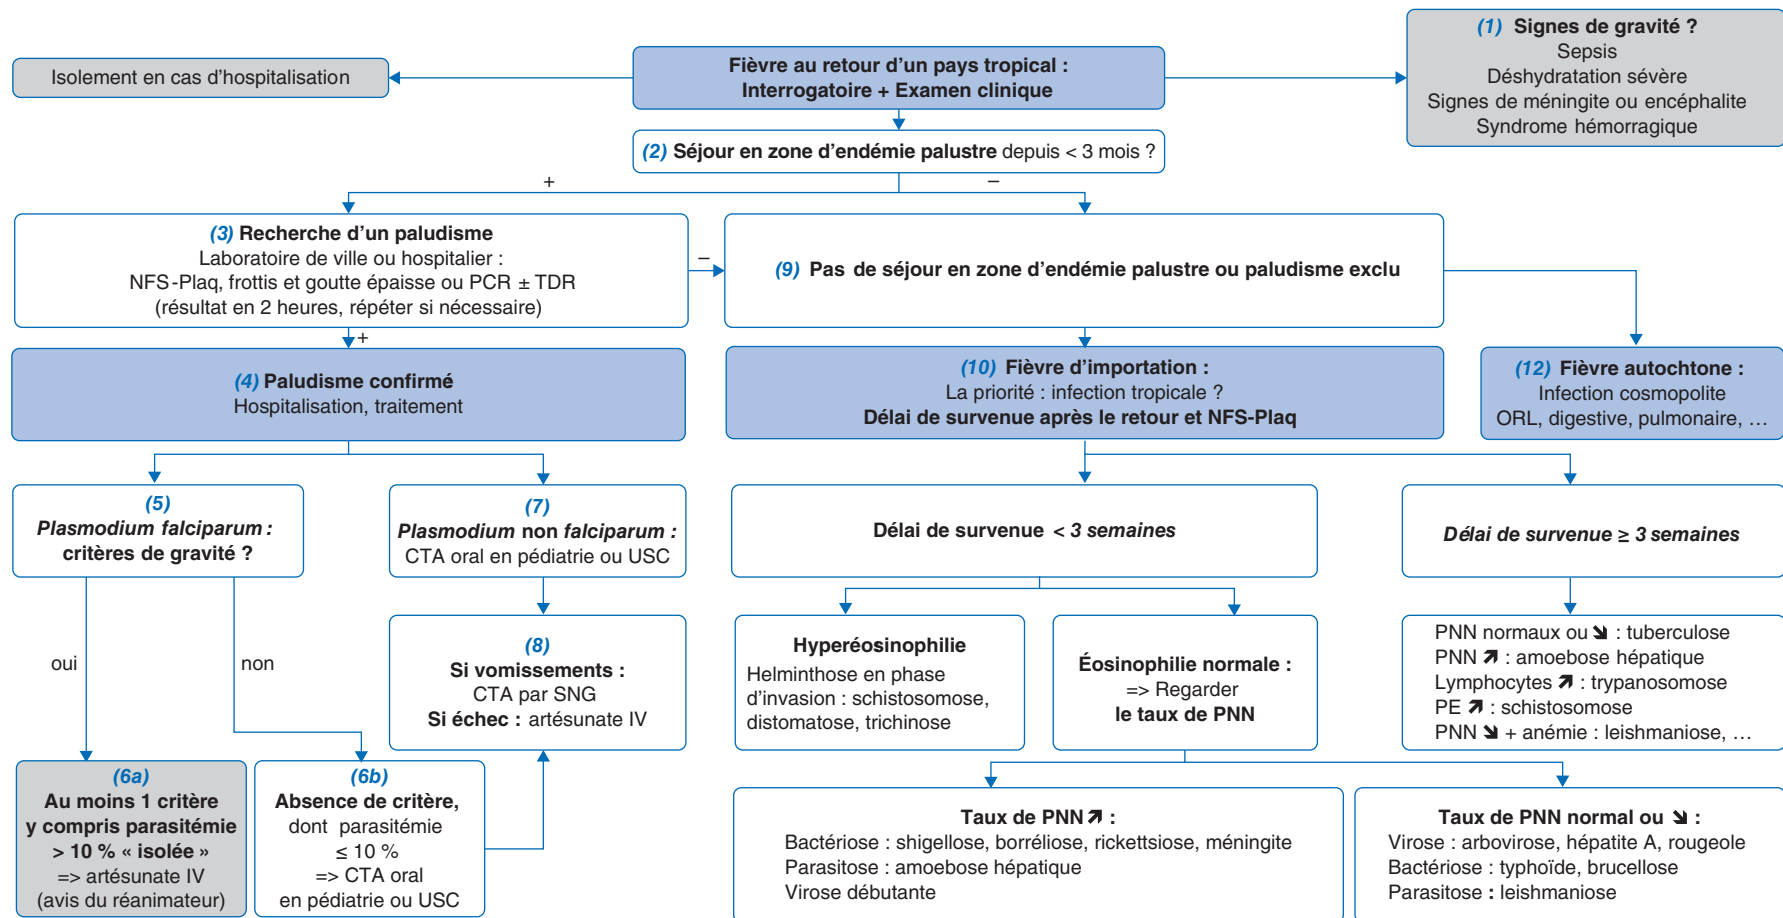 (1) Signes de gravité ?
Sepsis
Déshydratation sévère
Signes de méningite ou encéphalite
Syndrome hémorragique
Fièvre au retour d'un pays tropical :
Interrogatoire + Examen clinique
Isolement en cas d'hospitalisation
(2) Séjour en zone d'endémie palustre depuis < 3 mois ?
+
–
(3) Recherche d'un paludisme
Laboratoire de ville ou hospitalier :
NFS-Plaq, frottis et goutte épaisse ou PCR ± TDR
(résultat en 2 heures, répéter si nécessaire)
–
(9) Pas de séjour en zone d'endémie palustre ou paludisme exclu
+
(4) Paludisme confirmé
Hospitalisation, traitement
(10) Fièvre d'importation :
La priorité : infection tropicale ?
Délai de survenue après le retour et NFS-Plaq
(12) Fièvre autochtone :
Infection cosmopolite
ORL, digestive, pulmonaire, …
(5)
Plasmodium falciparum :
critères de gravité ?
(7)
Plasmodium non falciparum :
CTA oral en pédiatrie ou USC
Délai de survenue < 3 semaines
Délai de survenue ≥ 3 semaines
oui
non
(8)
Si vomissements :
CTA par SNG
Si échec : artésunate IV
Hyperéosinophilie
Helminthose en phase
d'invasion : schistosomose,
distomatose, trichinose
Éosinophilie normale :
=> Regarder
le taux de PNN
PNN normaux ou ➘ : tuberculose
PNN ➚ : amoebose hépatique
Lymphocytes ➚ : trypanosomose
PE ➚ : schistosomose
PNN ➘ + anémie : leishmaniose, …
(6a)
Au moins 1 critère
y compris parasitémie
> 10 % « isolée »
=> artésunate IV
(avis du réanimateur)
(6b)
Absence de critère,
dont parasitémie
≤ 10 %
=> CTA oral
en pédiatrie ou USC
Taux de PNN ➚ :
Bactériose : shigellose, borréliose, rickettsiose, méningite
Parasitose : amoebose hépatique
Virose débutante
Taux de PNN normal ou ➘ :
Virose : arbovirose, hépatite A, rougeole
Bactériose : typhoïde, brucellose
Parasitose : leishmaniose